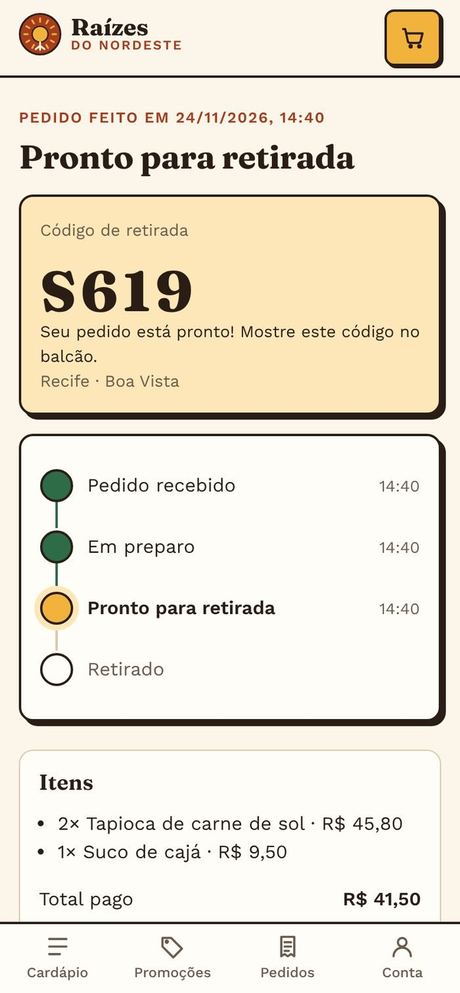 Raízes
DO NORDESTE
PEDIDO FEITO EM 24/11/2026, 14:40
Pronto para retirada
Código de retirada
S619
Seu pedido está pronto! Mostre este código no
balcão.
Recife · Boa Vista
Pedido recebido 14:40
Em preparo 14:40
Pronto para retirada 14:40
Retirado
Itens
• 2× Tapioca de carne de sol · R$ 45,80
• 1× Suco de cajá · R$ 9,50
Total pago R$ 41,50
Cardápio Promoções Pedidos Conta